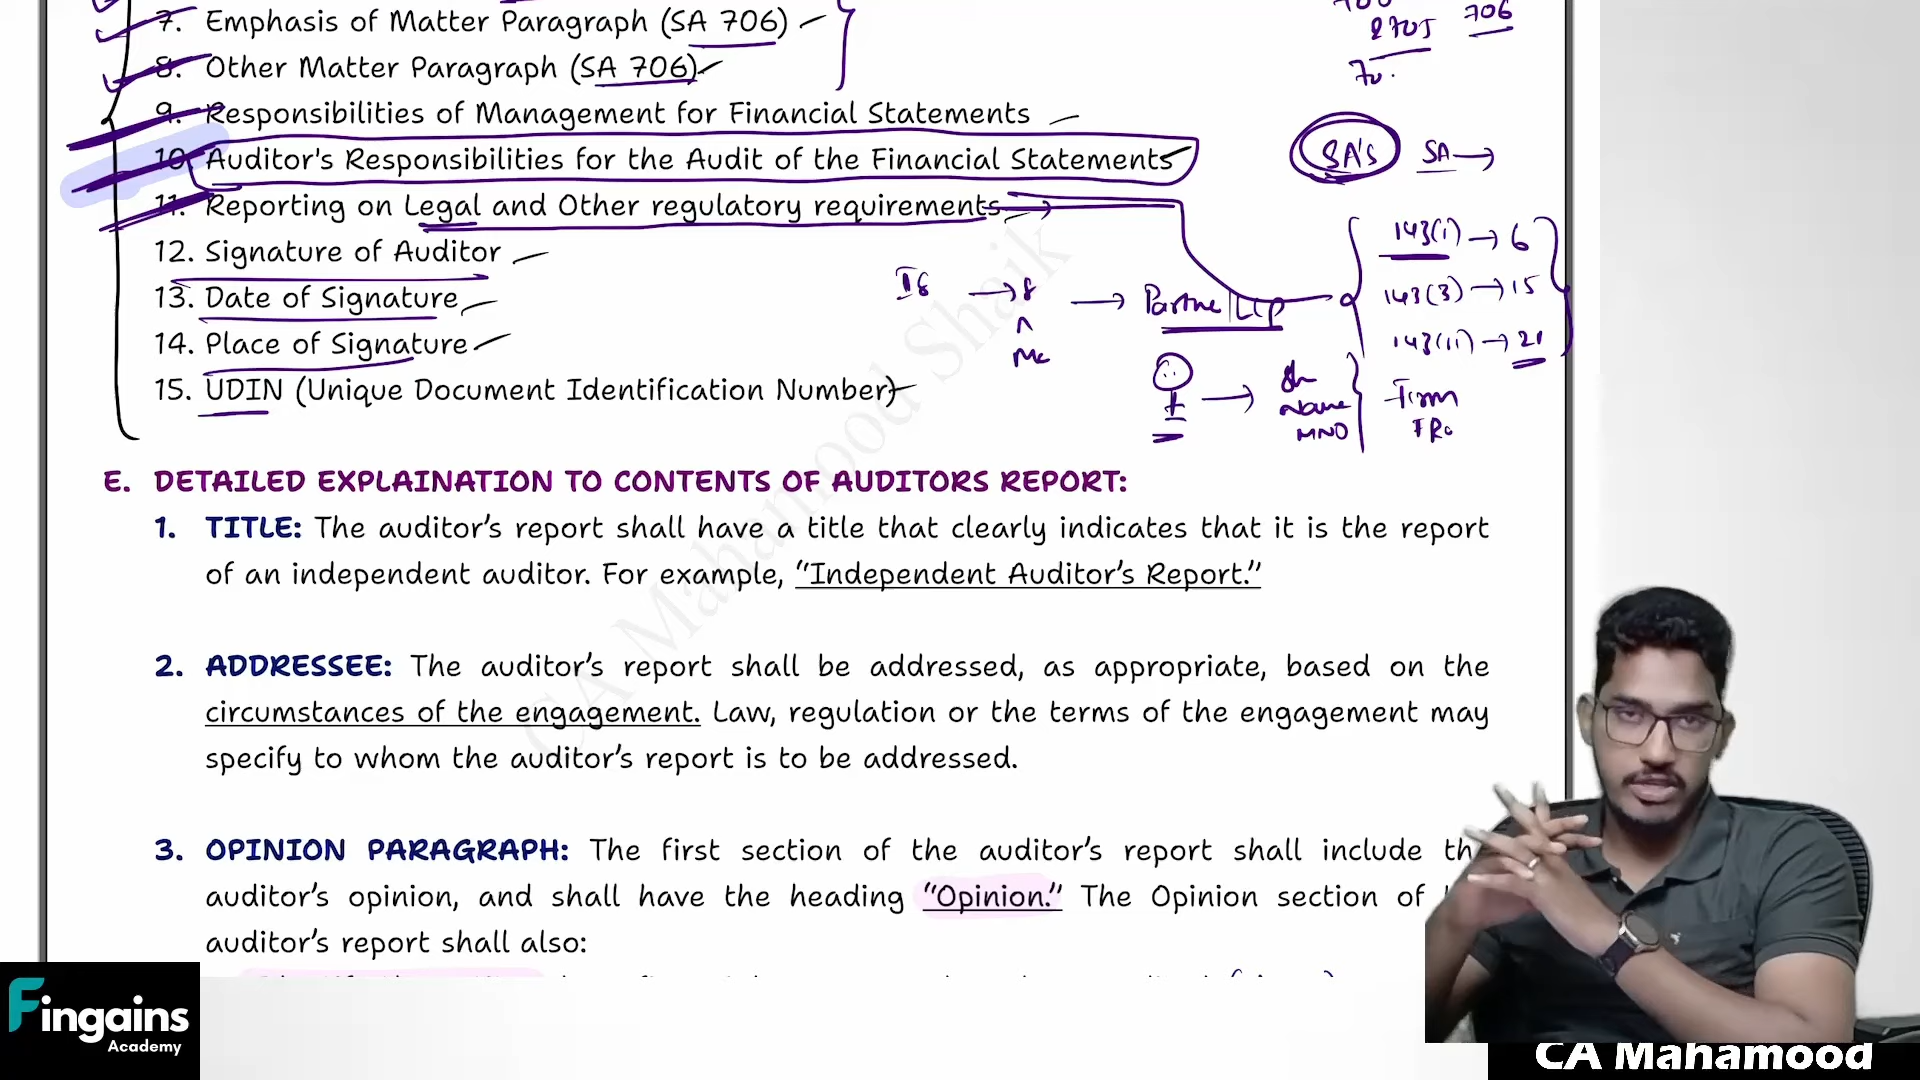 7. Emphasis of Matter Paragraph (SA 706)
706
8. Other Matter Paragraph (SA 706)
9. Responsibilities of Management for Financial Statements
10. Auditor's Responsibilities for the Audit of the Financial Statements
SA's SA
11. Reporting on Legal and Other regulatory requirements
143(1) → 6
12. Signature of Auditor
13. Date of Signature
→ Partne LLP
143(3) → 15
14. Place of Signature
143(11) → 21
15. UDIN (Unique Document Identification Number)
Name
MNO
Firm
E. DETAILED EXPLAINATION TO CONTENTS OF AUDITORS REPORT:
1. TITLE: The auditor's report shall have a title that clearly indicates that it is the report
of an independent auditor. For example, "Independent Auditor's Report."
2. ADDRESSEE: The auditor's report shall be addressed, as appropriate, based on the
circumstances of the engagement. Law, regulation or the terms of the engagement may
specify to whom the auditor's report is to be addressed.
3. OPINION PARAGRAPH: The first section of the auditor's report shall include th
auditor's opinion, and shall have the heading "Opinion." The Opinion section of
auditor's report shall also:
CA Mahamood Shaik
Fingains
Academy
CA Mahamood